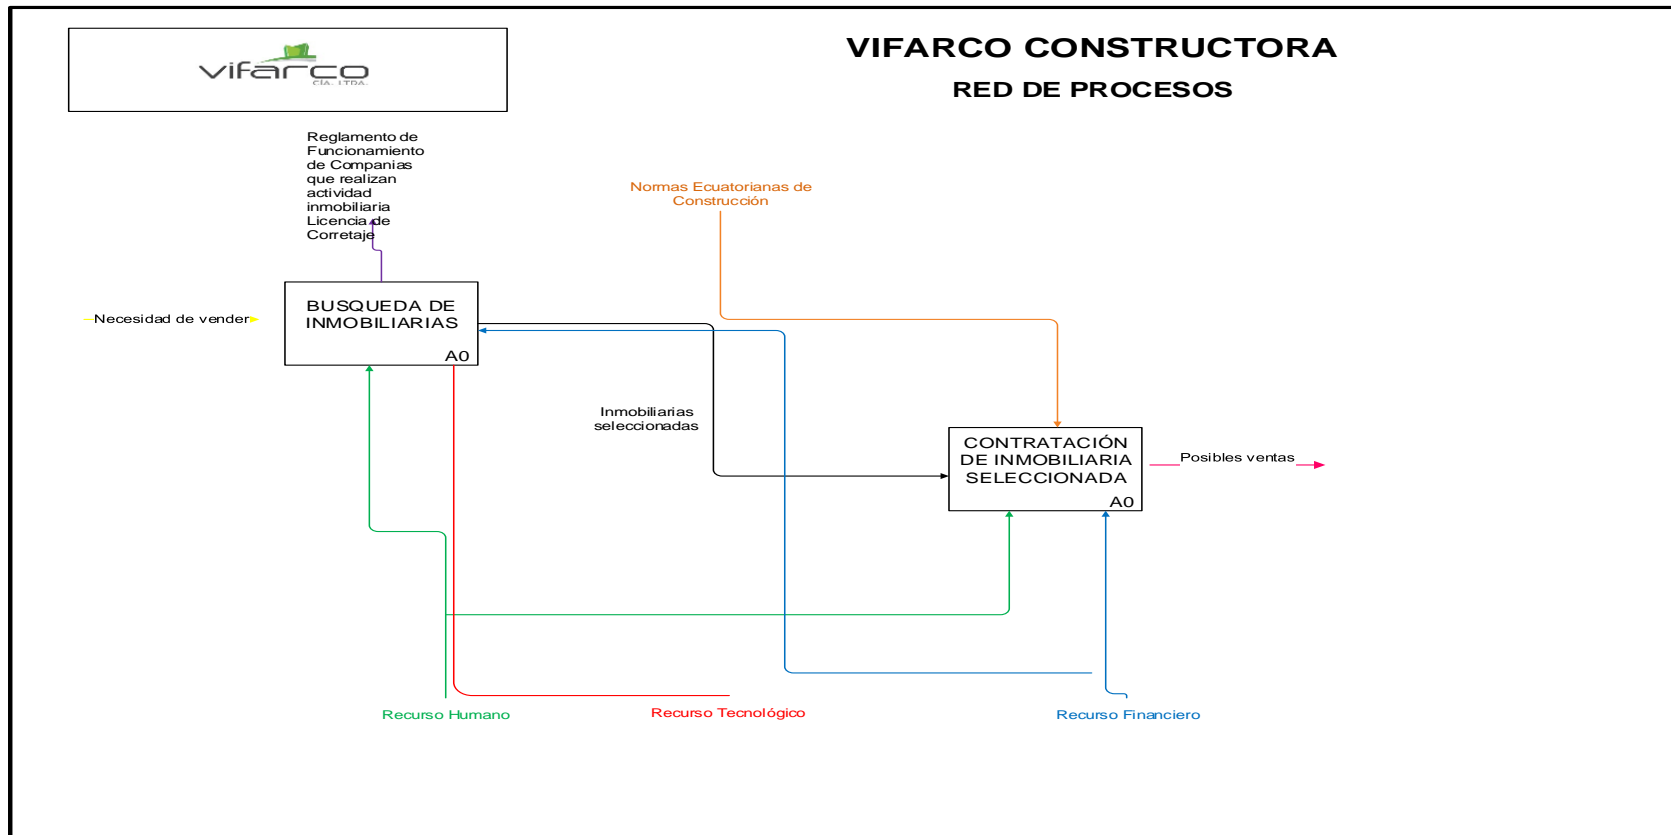 vifarco
CÍA. LTDA.
VIFARCO CONSTRUCTORA
RED DE PROCESOS
Reglamento de
Funcionamiento
de Companias
que realizan
actividad
inmobiliaria
Licencia de
Corretaje
Normas Ecuatorianas de
Construcción
Necesidad de vender
BUSQUEDA DE
INMOBILIARIAS
A0
Inmobiliarias
seleccionadas
CONTRATACIÓN
DE INMOBILIARIA
SELECCIONADA
A0
Posibles ventas
Recurso Humano
Recurso Tecnológico
Recurso Financiero